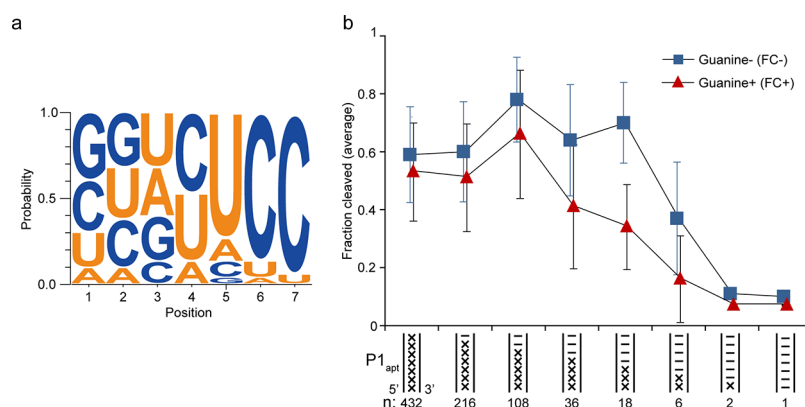 a
b
1.0
0.5
0.0
Probability
G G U C U C C
C U A U A U U
U C G A C A A
A A C G
1 2 3 4 5 6 7
Position
1
0.8
0.6
0.4
0.2
0
Fraction cleaved (average)
Guanine- (FC-)
Guanine+ (FC+)
P1apt
5' 3'
n: 432 216 108 36 18 6 2 1